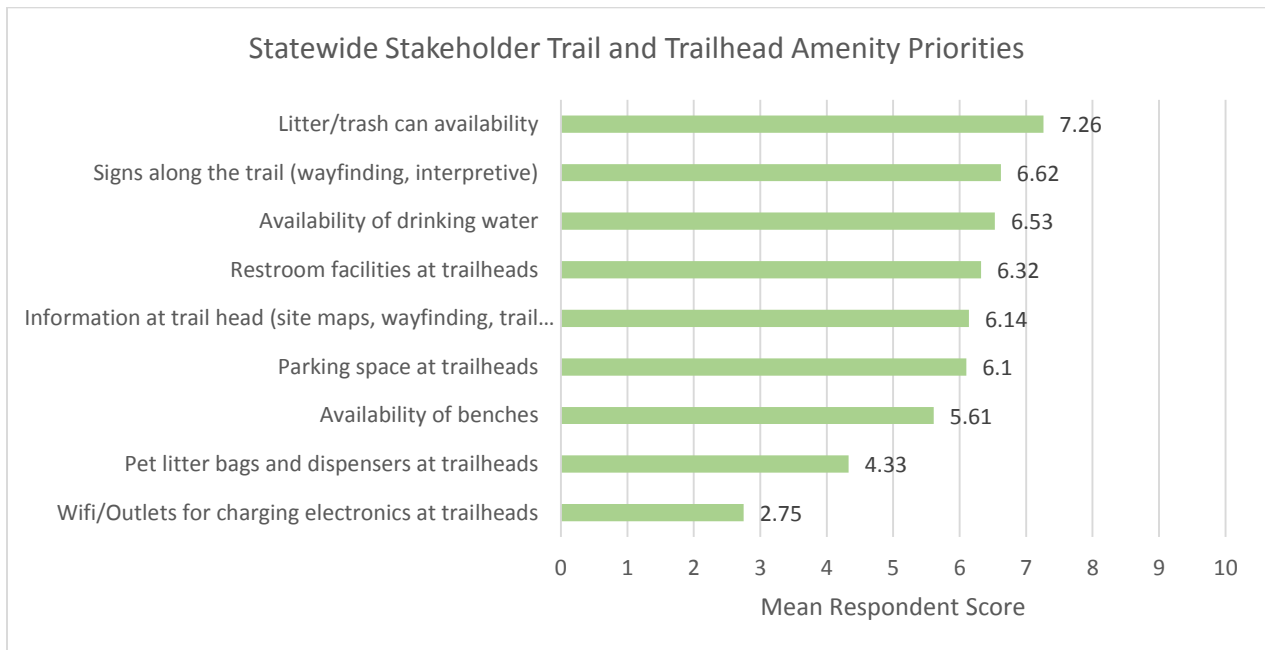 Statewide Stakeholder Trail and Trailhead Amenity Priorities
Litter/trash can availability 7.26
Signs along the trail (wayfinding, interpretive) 6.62
Availability of drinking water 6.53
Restroom facilities at trailheads 6.32
Information at trail head (site maps, wayfinding, trail... 6.14
Parking space at trailheads 6.1
Availability of benches 5.61
Pet litter bags and dispensers at trailheads 4.33
Wifi/Outlets for charging electronics at trailheads 2.75
0 1 2 3 4 5 6 7 8 9 10
Mean Respondent Score